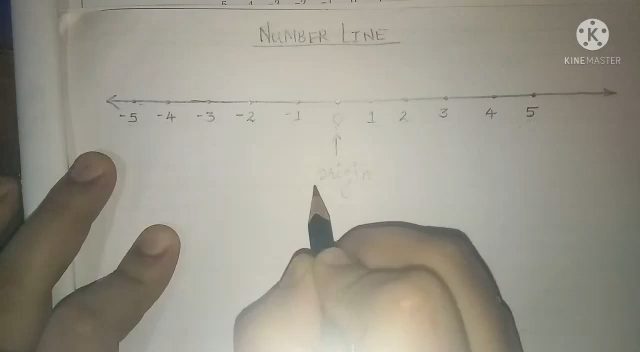 NUMBER LINE
K
KINEMASTER
-5 -4 -3 -2 -1 0 1 2 3 4 5
origin